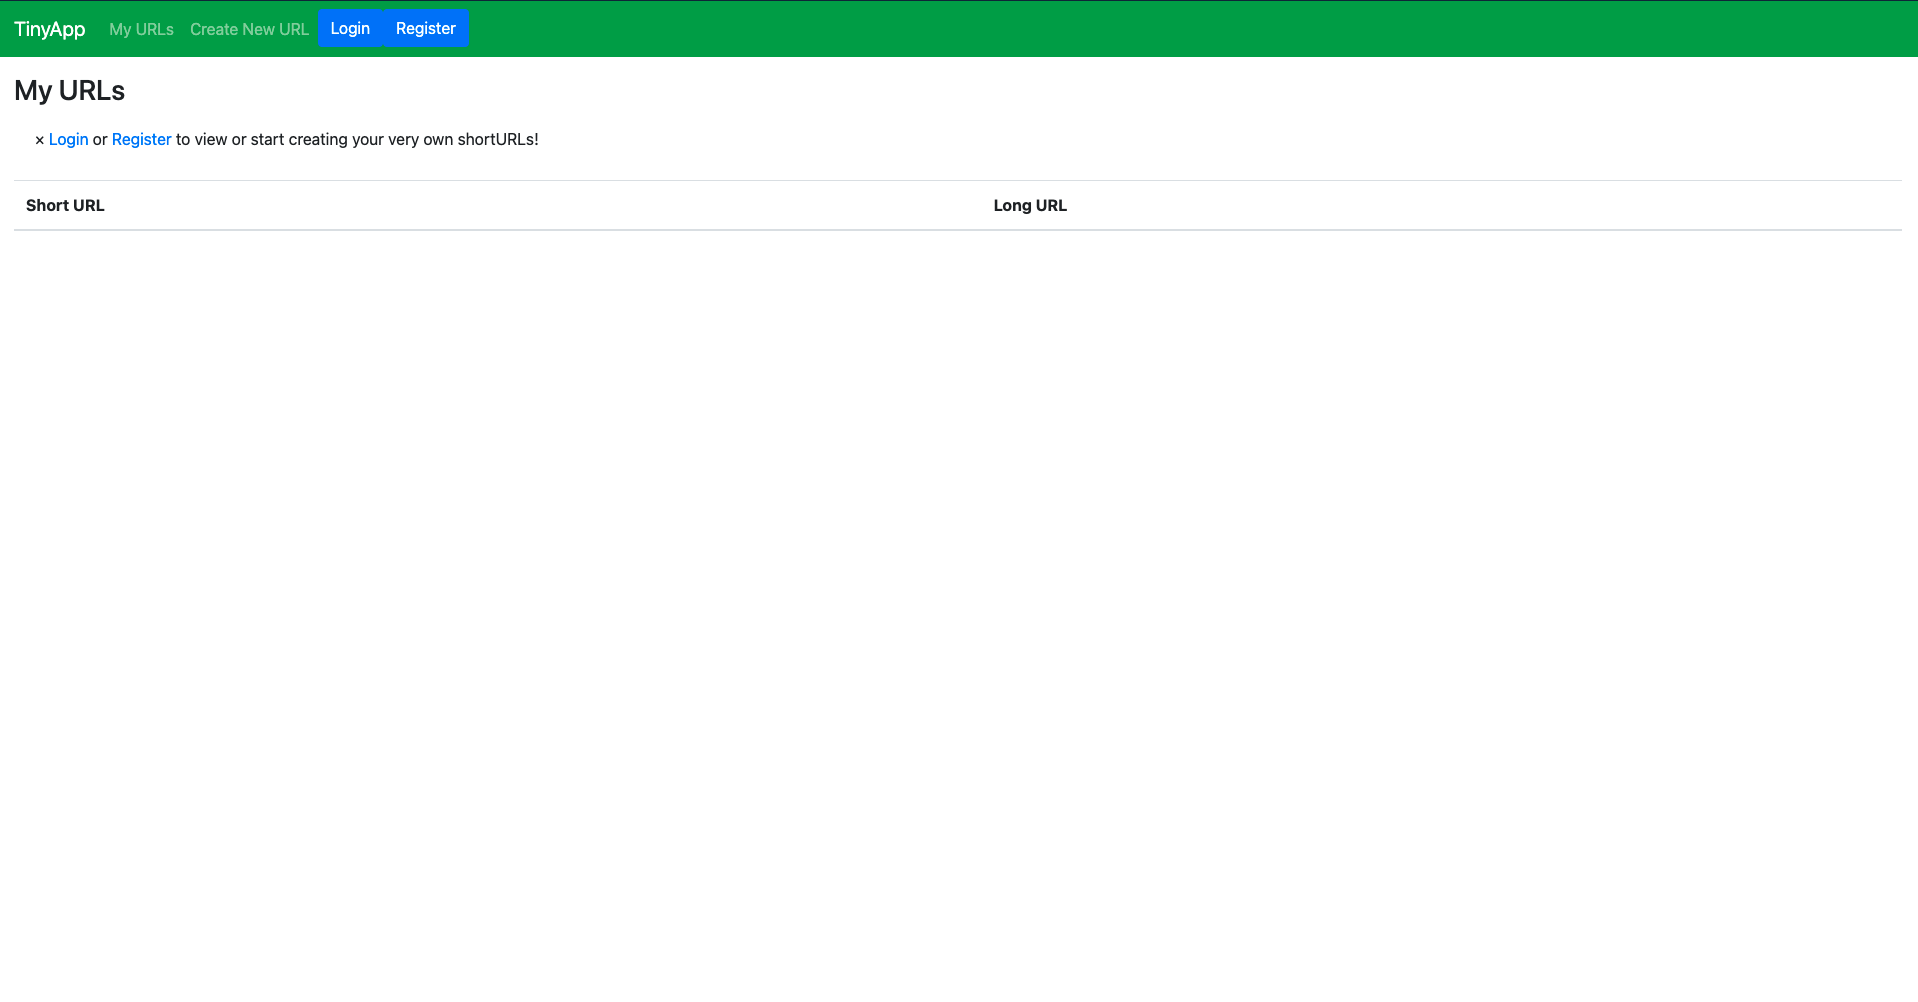 TinyApp My URLs Create New URL Login Register
My URLs
× Login or Register to view or start creating your very own shortURLs!
Short URL Long URL